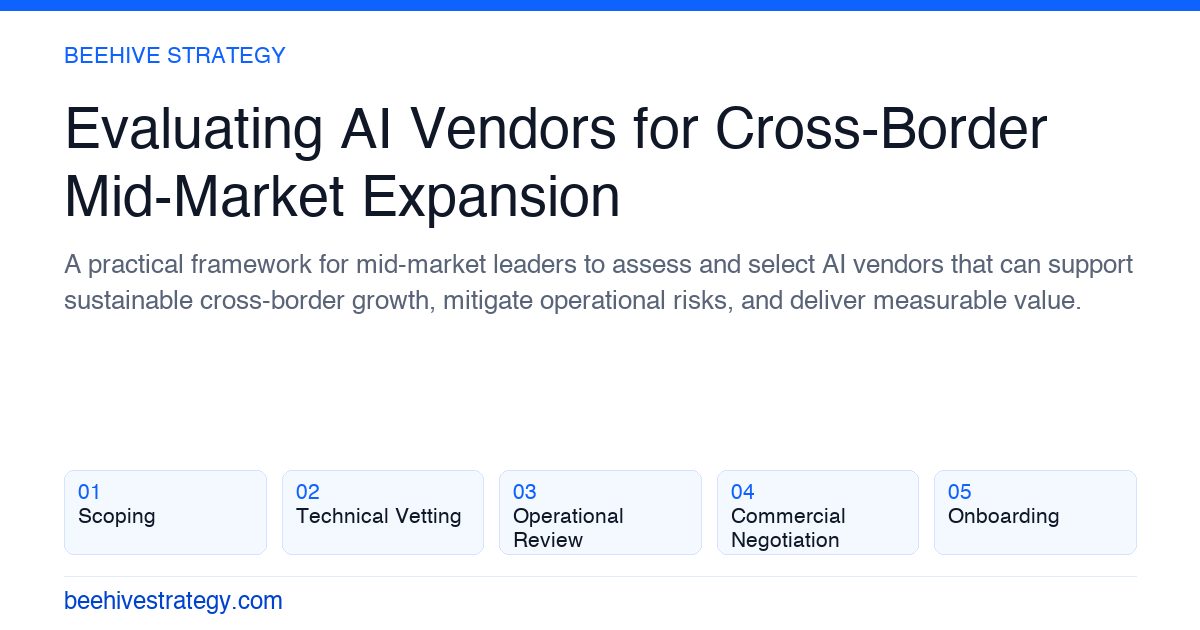 BEEHIVE STRATEGY
Evaluating AI Vendors for Cross-Border
Mid-Market Expansion
A practical framework for mid-market leaders to assess and select AI vendors that can support
sustainable cross-border growth, mitigate operational risks, and deliver measurable value.
01
Scoping
02
Technical Vetting
03
Operational
Review
04
Commercial
Negotiation
05
Onboarding
beehivestrategy.com